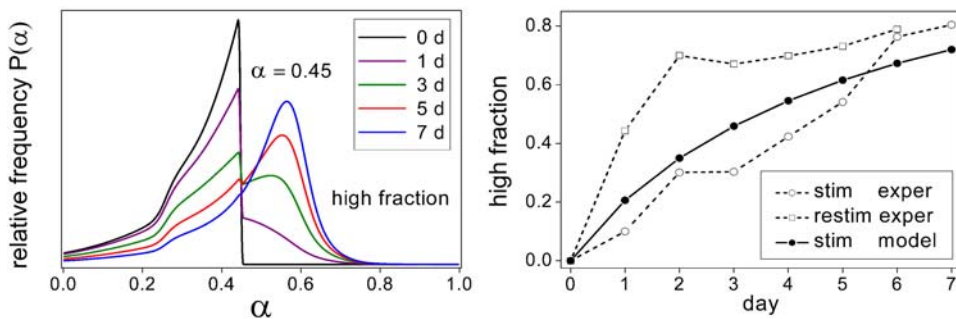 relative frequency P(α)
0 d
1 d
3 d
5 d
7 d
α = 0.45
high fraction
0.0 0.2 0.4 0.6 0.8 1.0
α
high fraction
0.8
0.6
0.4
0.2
0.0
stim exper
restim exper
stim model
0 1 2 3 4 5 6 7
day